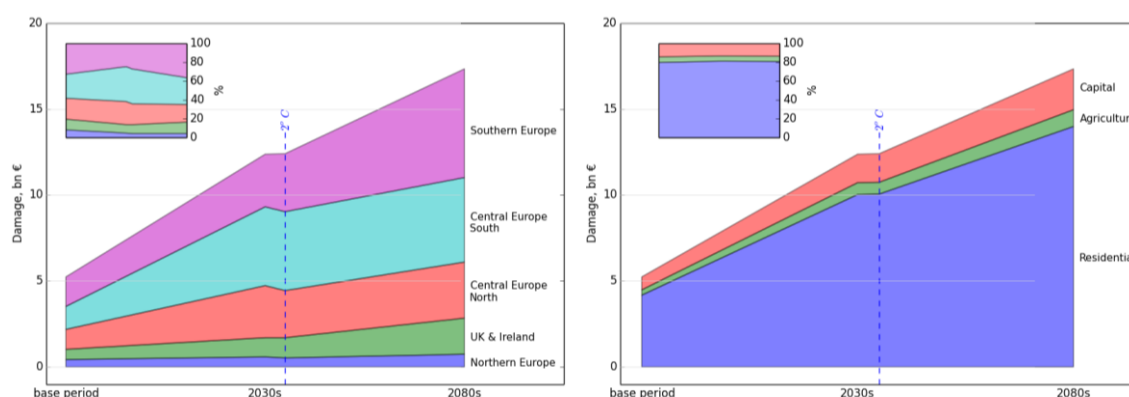 20
15
10
5
0
Damage, bn €
100
80
60
40
20
0
%
2° C
Southern Europe
Central Europe
South
Central Europe
North
UK & Ireland
Northern Europe
base period
2030s
2080s
20
15
10
5
0
Damage, bn €
100
80
60
40
20
0
%
2° C
Capital
Agricultur
Residentia
base period
2030s
2080s